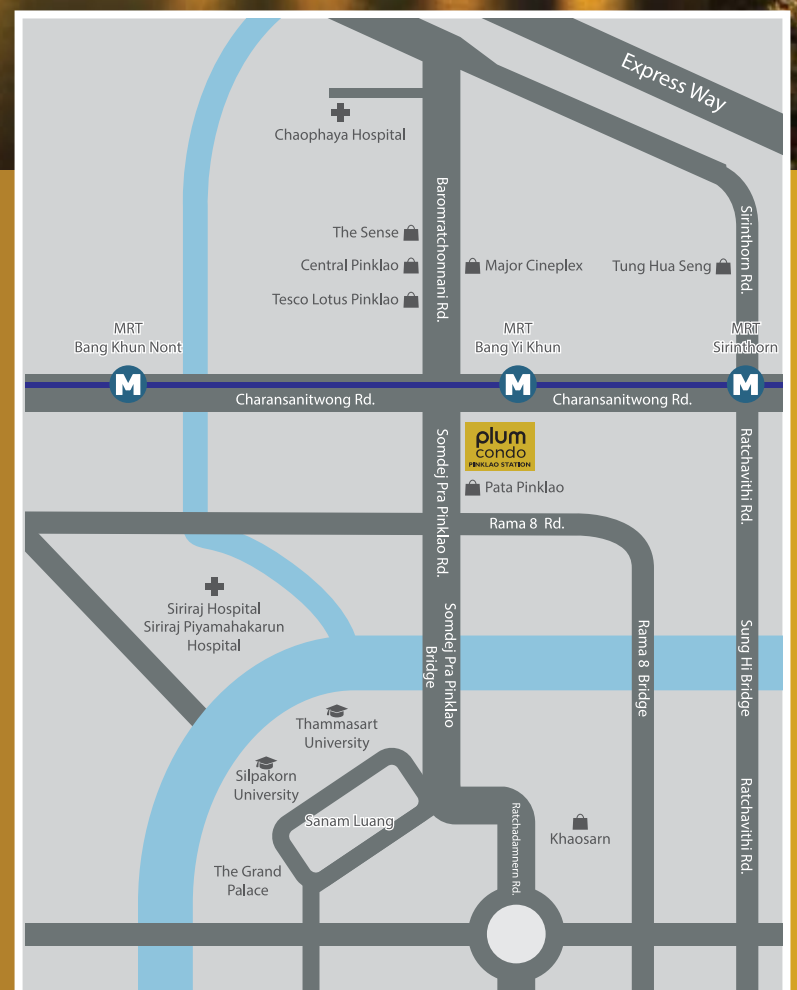 Express Way
Chaophaya Hospital
Baromratchonnani Rd.
Sirinthorn Rd.
The Sense
Central Pinklao
Major Cineplex
Tung Hua Seng
Tesco Lotus Pinklao
MRT
Bang Khun Nont
MRT
Bang Yi Khun
MRT
Sirinthorn
M
M
M
Charansanitwong Rd.
Charansanitwong Rd.
plum
condo
PINKLAO STATION
Somdej Pra Pinklao Rd.
Ratchavithi Rd.
Pata Pinklao
Rama 8 Rd.
Siriraj Hospital
Siriraj Piyamahakarun
Hospital
Somdej Pra Pinklao
Bridge
Rama 8 Bridge
Sung Hi Bridge
Thammasart
University
Silpakorn
University
Sanam Luang
Ratchadamnern Rd.
Khaosarn
Ratchavithi Rd.
The Grand
Palace